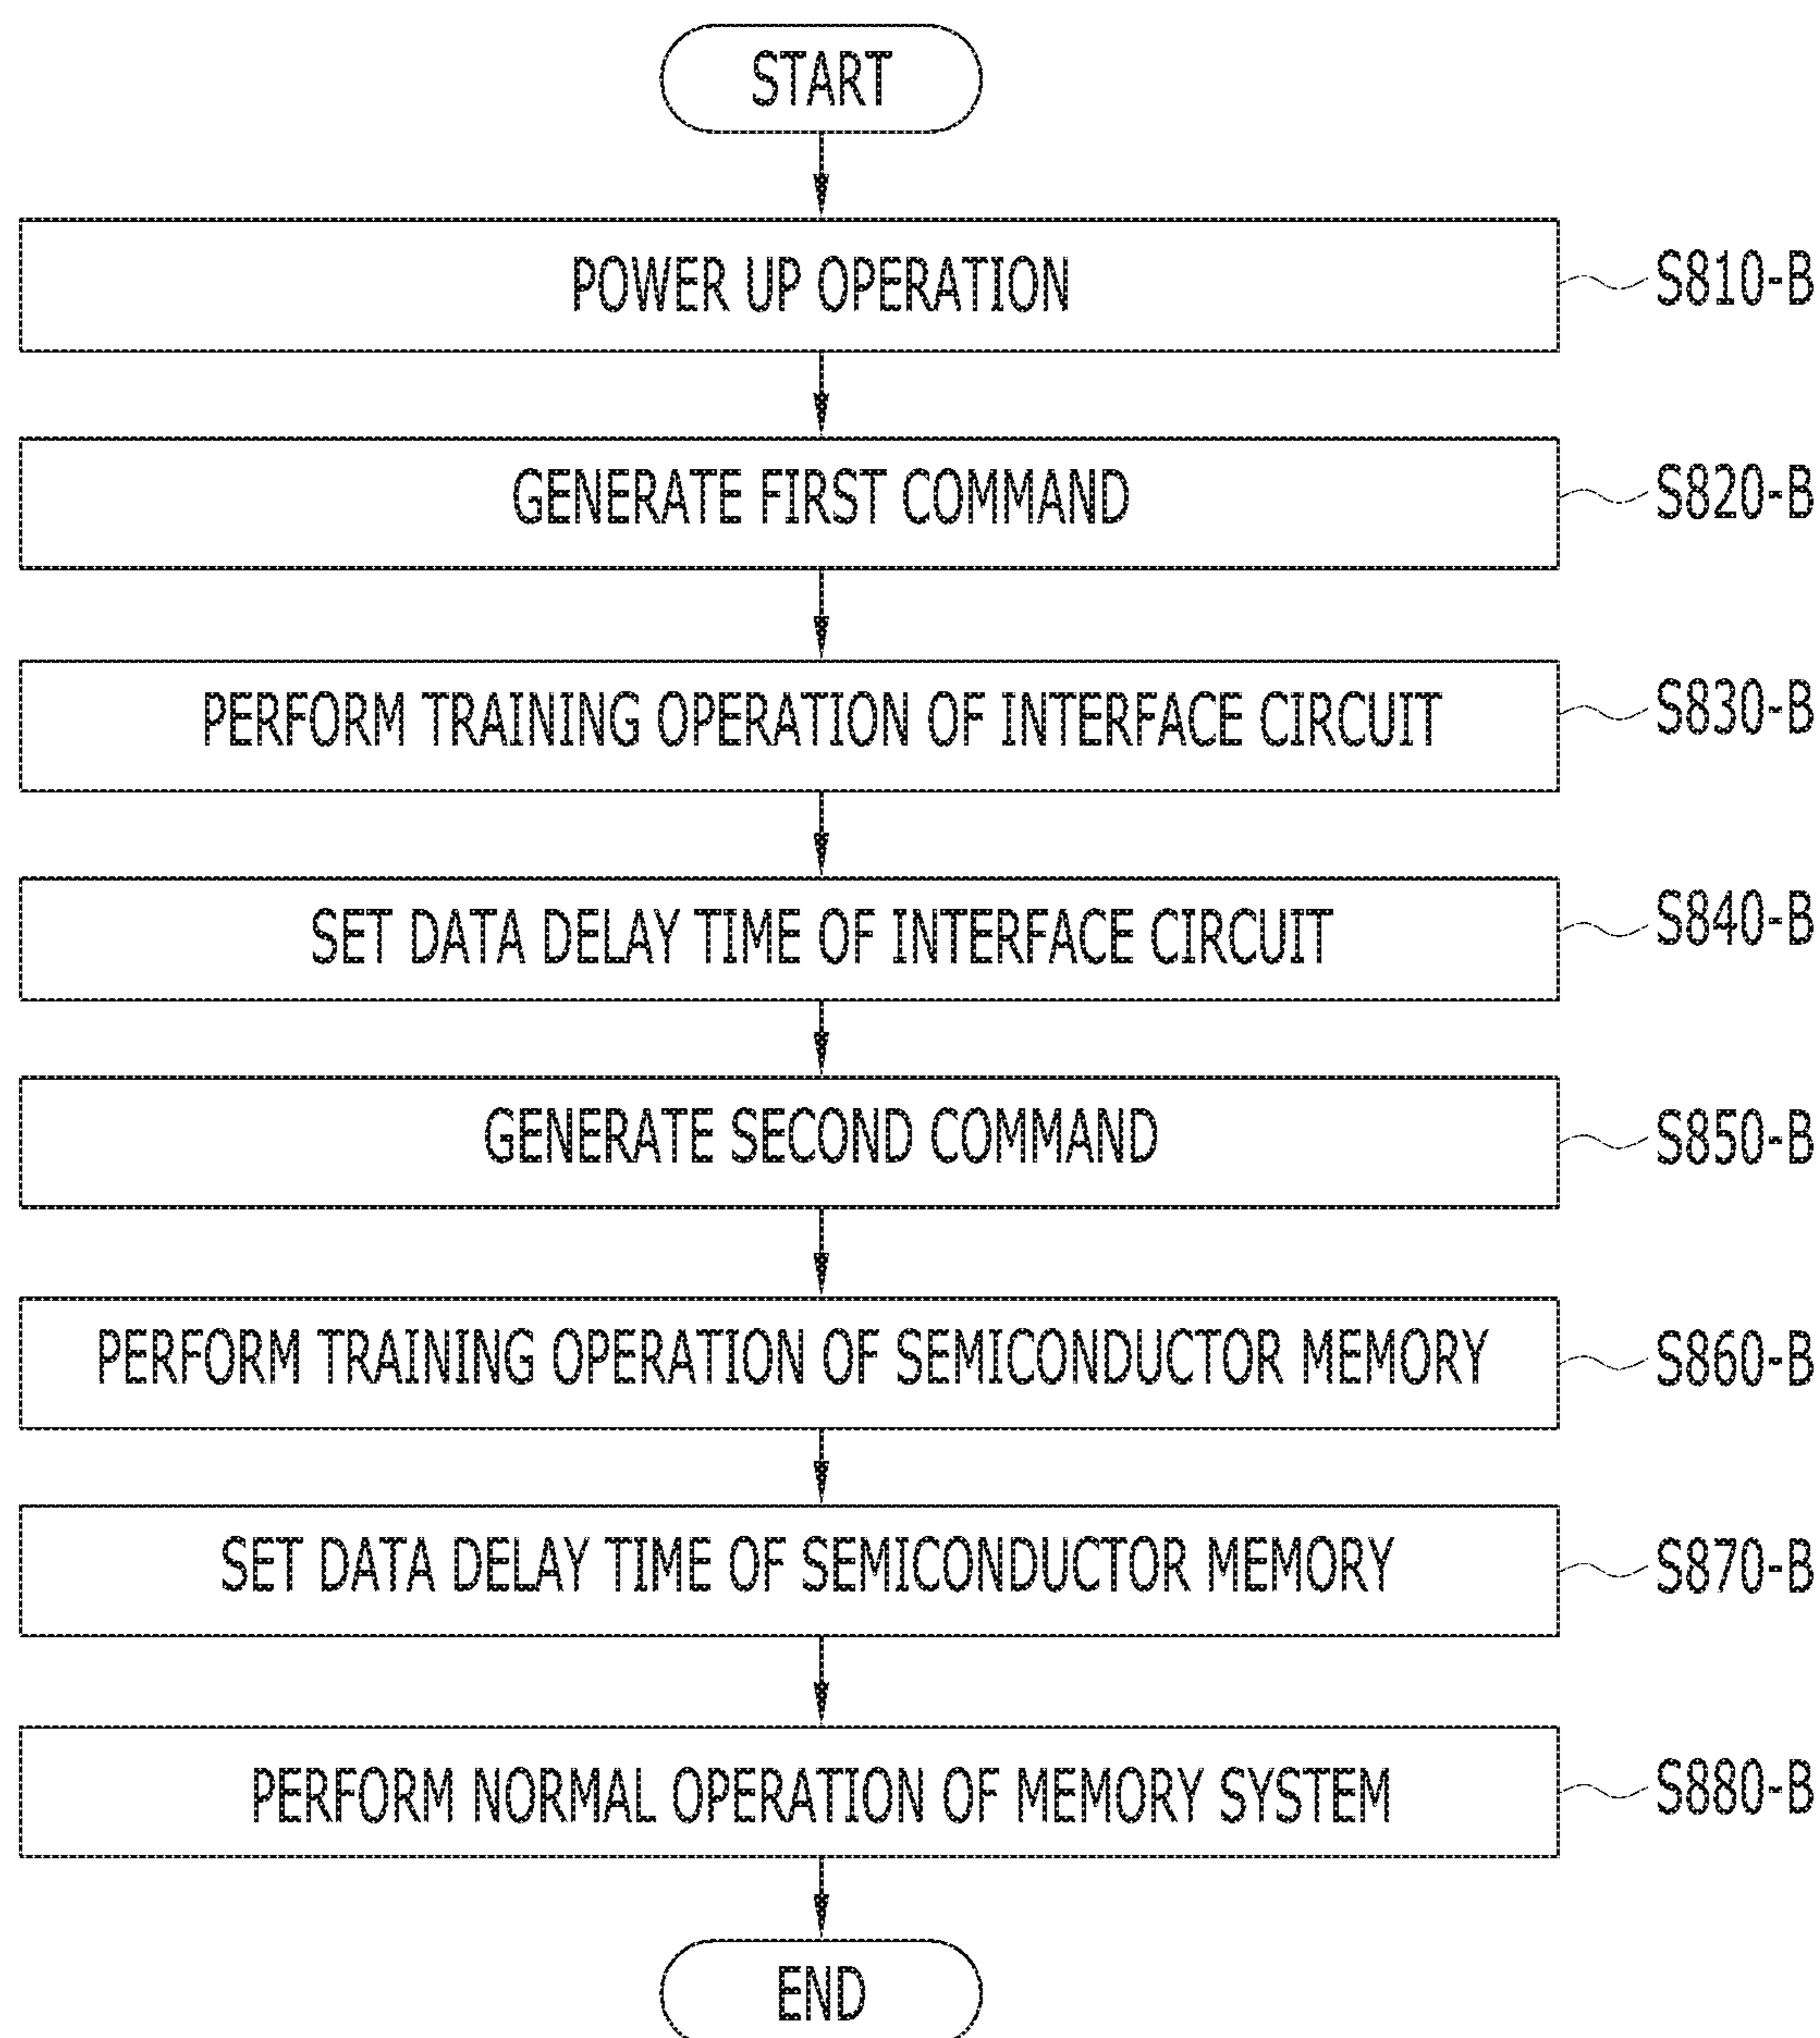 START
POWER UP OPERATION
S810-B
GENERATE FIRST COMMAND
S820-B
PERFORM TRAINING OPERATION OF INTERFACE CIRCUIT
S830-B
SET DATA DELAY TIME OF INTERFACE CIRCUIT
S840-B
GENERATE SECOND COMMAND
S850-B
PERFORM TRAINING OPERATION OF SEMICONDUCTOR MEMORY
S860-B
SET DATA DELAY TIME OF SEMICONDUCTOR MEMORY
S870-B
PERFORM NORMAL OPERATION OF MEMORY SYSTEM
S880-B
END